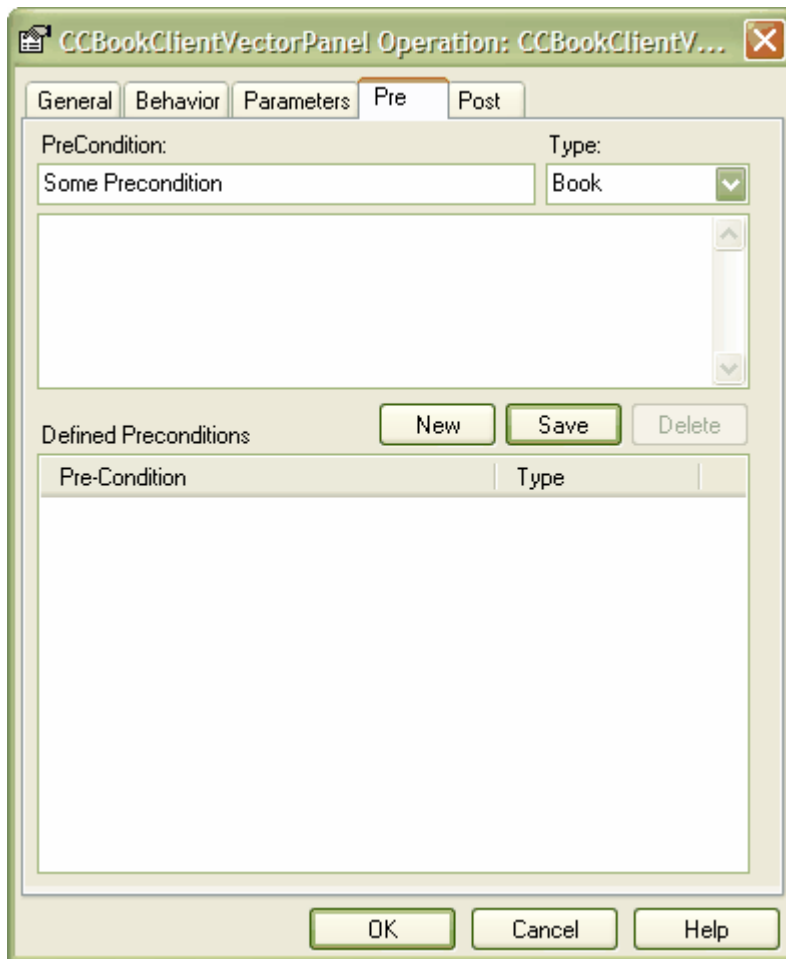 CCBookClientVectorPanel Operation: CCBookClientV...
General Behavior Parameters Pre Post
PreCondition: Type:
Some Precondition Book
New Save Delete
Defined Preconditions
Pre-Condition Type
OK Cancel Help